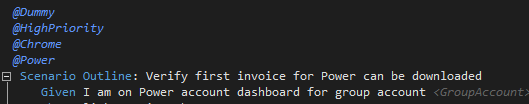 @Dummy
@HighPriority
@Chrome
@Power
Scenario Outline: Verify first invoice for Power can be downloaded
Given I am on Power account dashboard for group account <GroupAccount>